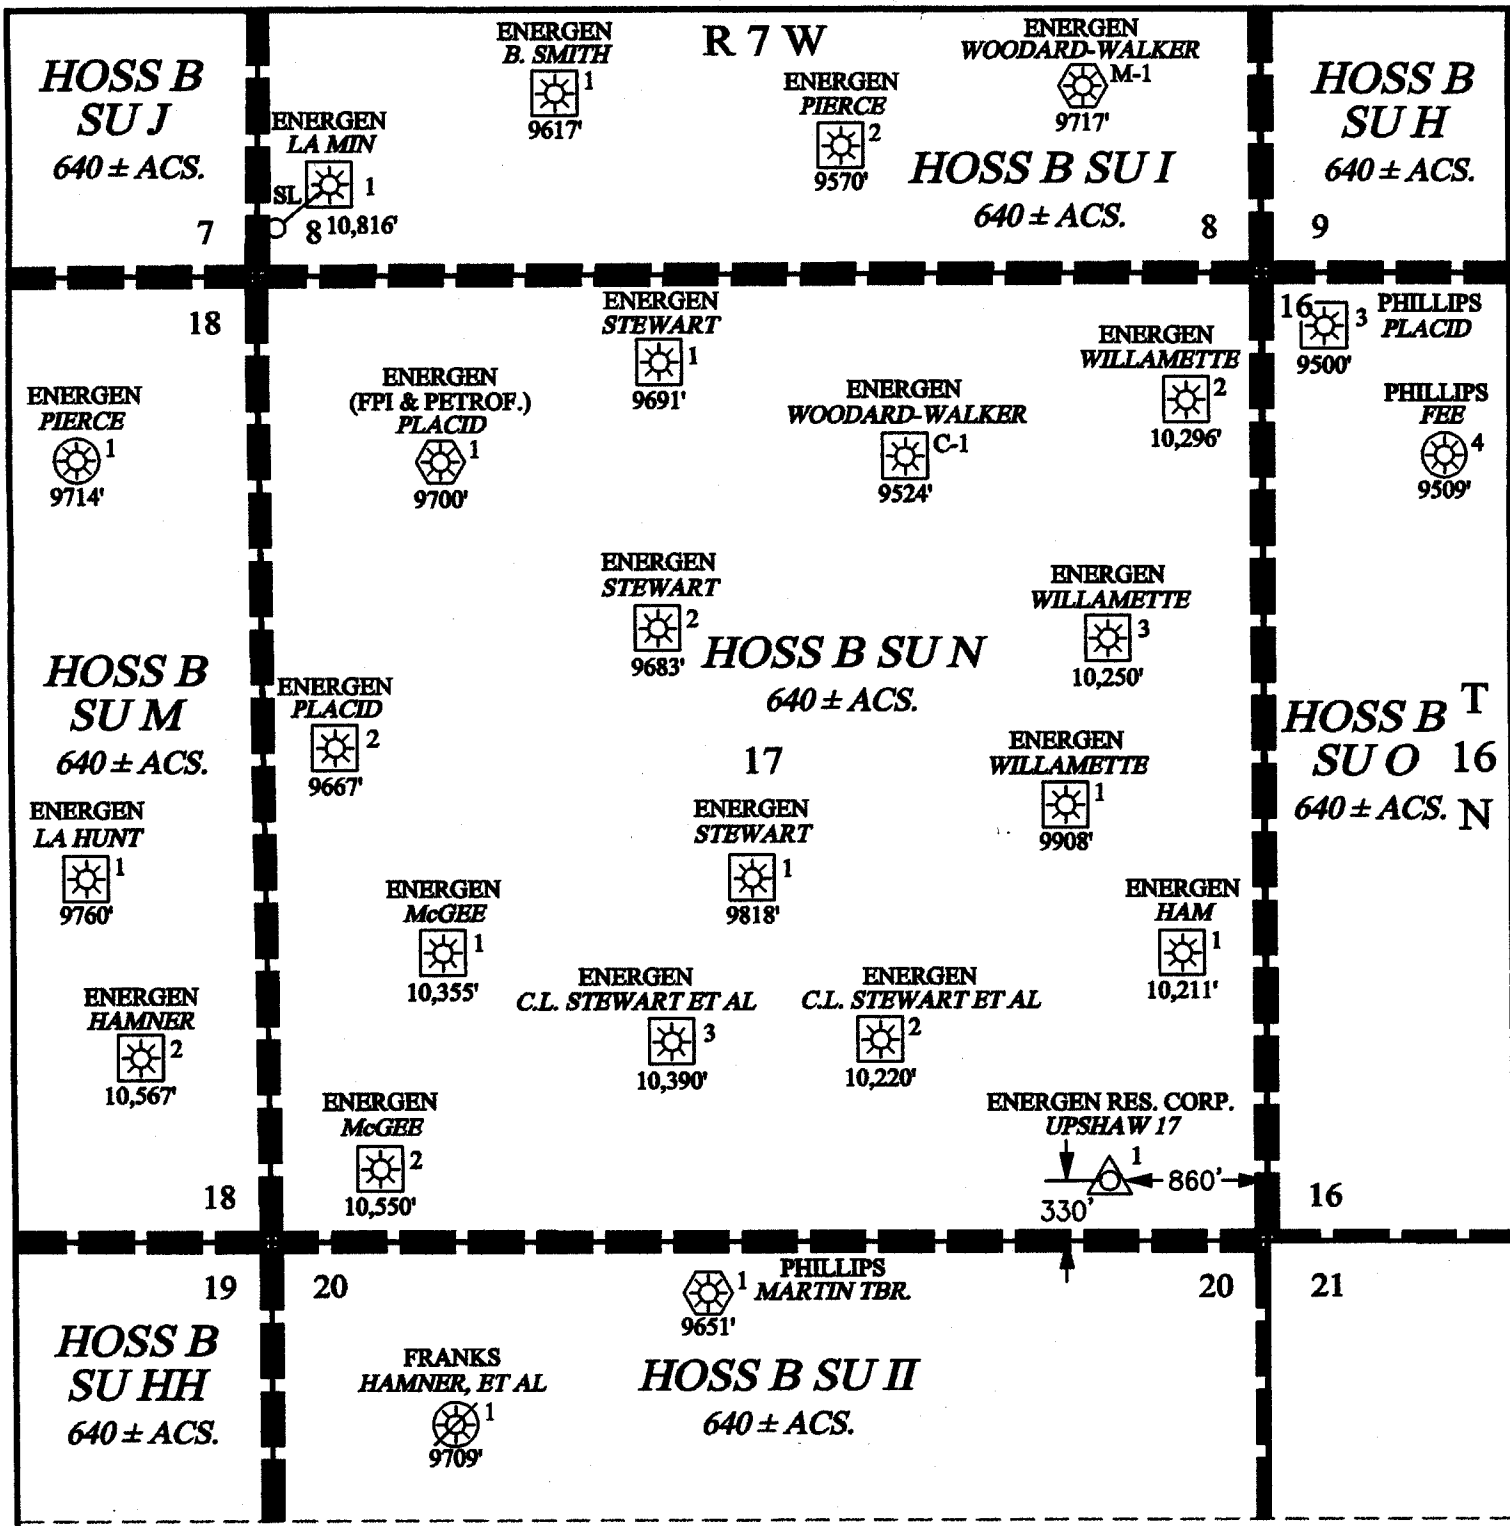 R 7 W
HOSS B
SU J
640 ± ACS.
7
ENERGEN
LA MIN
1
SL
8
10,816'
ENERGEN
B. SMITH
1
9617'
ENERGEN
PIERCE
2
9570'
ENERGEN
WOODARD-WALKER
M-1
9717'
HOSS B SU I
640 ± ACS.
8
HOSS B
SU H
640 ± ACS.
9
18
ENERGEN
PIERCE
1
9714'
HOSS B
SU M
640 ± ACS.
ENERGEN
LA HUNT
1
9760'
ENERGEN
HAMNER
2
10,567'
18
ENERGEN
STEWART
1
9691'
ENERGEN
(FPI & PETROF.)
PLACID
1
9700'
ENERGEN
WOODARD-WALKER
C-1
9524'
ENERGEN
WILLAMETTE
2
10,296'
ENERGEN
STEWART
2
9683'
HOSS B SU N
640 ± ACS.
17
ENERGEN
WILLAMETTE
3
10,250'
ENERGEN
PLACID
2
9667'
ENERGEN
WILLAMETTE
1
9908'
ENERGEN
STEWART
1
9818'
ENERGEN
McGEE
1
10,355'
ENERGEN
HAM
1
10,211'
ENERGEN
C.L. STEWART ET AL
3
10,390'
ENERGEN
C.L. STEWART ET AL
2
10,220'
ENERGEN
McGEE
2
10,550'
ENERGEN RES. CORP.
UPSHAW 17
1
860'
330'
16
3
PHILLIPS
PLACID
9500'
PHILLIPS
FEE
4
9509'
HOSS B
SU O
640 ± ACS.
T
16
N
16
19
HOSS B
SU HH
640 ± ACS.
20
PHILLIPS
1 MARTIN TBR.
9651'
20
FRANKS
HAMNER, ET AL
1
9709'
HOSS B SU II
640 ± ACS.
21